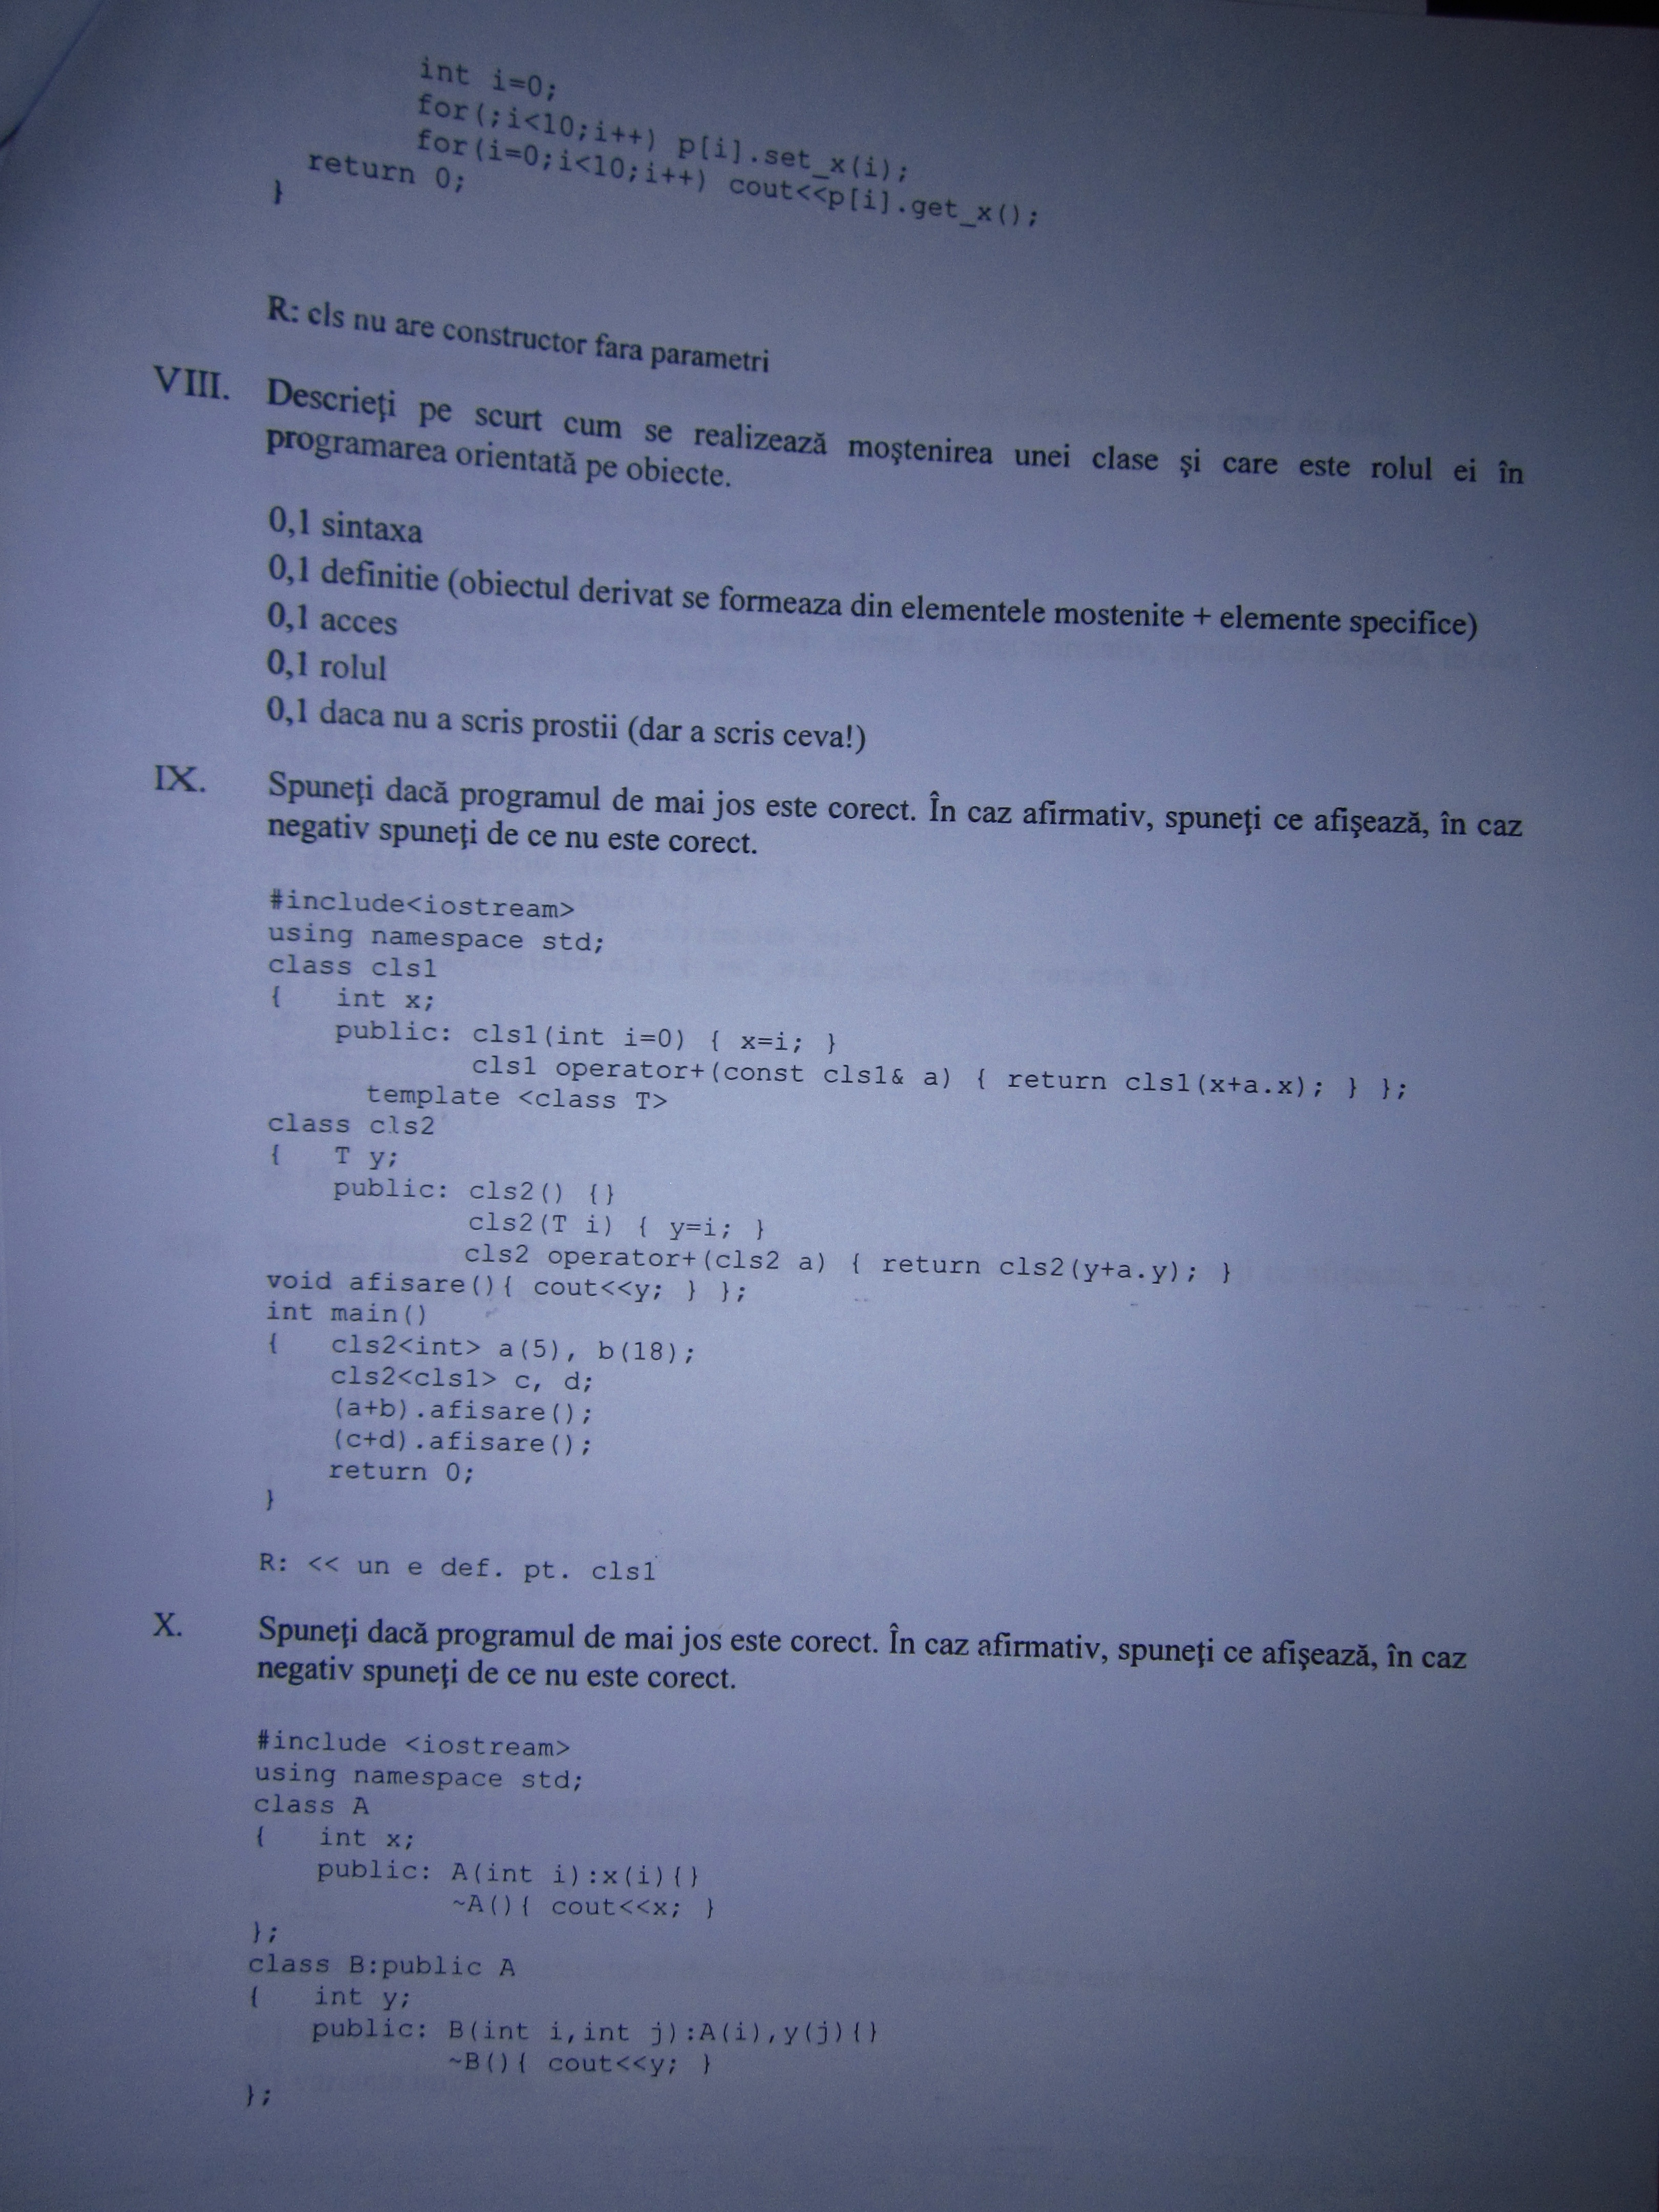 int i=0;
for(;i<10;i++) p[i].set_x(i);
for(i=0;i<10;i++) cout<<p[i].get_x();
return 0;
}
R: cls nu are constructor fara parametri
VIII. Descrieţi pe scurt cum se realizează moştenirea unei clase şi care este rolul ei în
programarea orientată pe obiecte.
0,1 sintaxa
0,1 definitie (obiectul derivat se formeaza din elementele mostenite + elemente specifice)
0,1 acces
0,1 rolul
0,1 daca nu a scris prostii (dar a scris ceva!)
IX. Spuneţi dacă programul de mai jos este corect. În caz afirmativ, spuneţi ce afişează, în caz
negativ spuneţi de ce nu este corect.
#include<iostream>
using namespace std;
class cls1
{ int x;
public: cls1(int i=0) { x=i; }
cls1 operator+(const cls1& a) { return cls1(x+a.x); } };
template <class T>
class cls2
{ T y;
public: cls2() {}
cls2(T i) { y=i; }
cls2 operator+(cls2 a) { return cls2(y+a.y); }
void afisare(){ cout<<y; } };
int main()
{ cls2<int> a(5), b(18);
cls2<cls1> c, d;
(a+b).afisare();
(c+d).afisare();
return 0;
}
R: << un e def. pt. cls1
X. Spuneţi dacă programul de mai jos este corect. În caz afirmativ, spuneţi ce afişează, în caz
negativ spuneţi de ce nu este corect.
#include <iostream>
using namespace std;
class A
{ int x;
public: A(int i):x(i){}
~A(){ cout<<x; }
};
class B:public A
{ int y;
public: B(int i,int j):A(i),y(j){}
~B(){ cout<<y; }
};